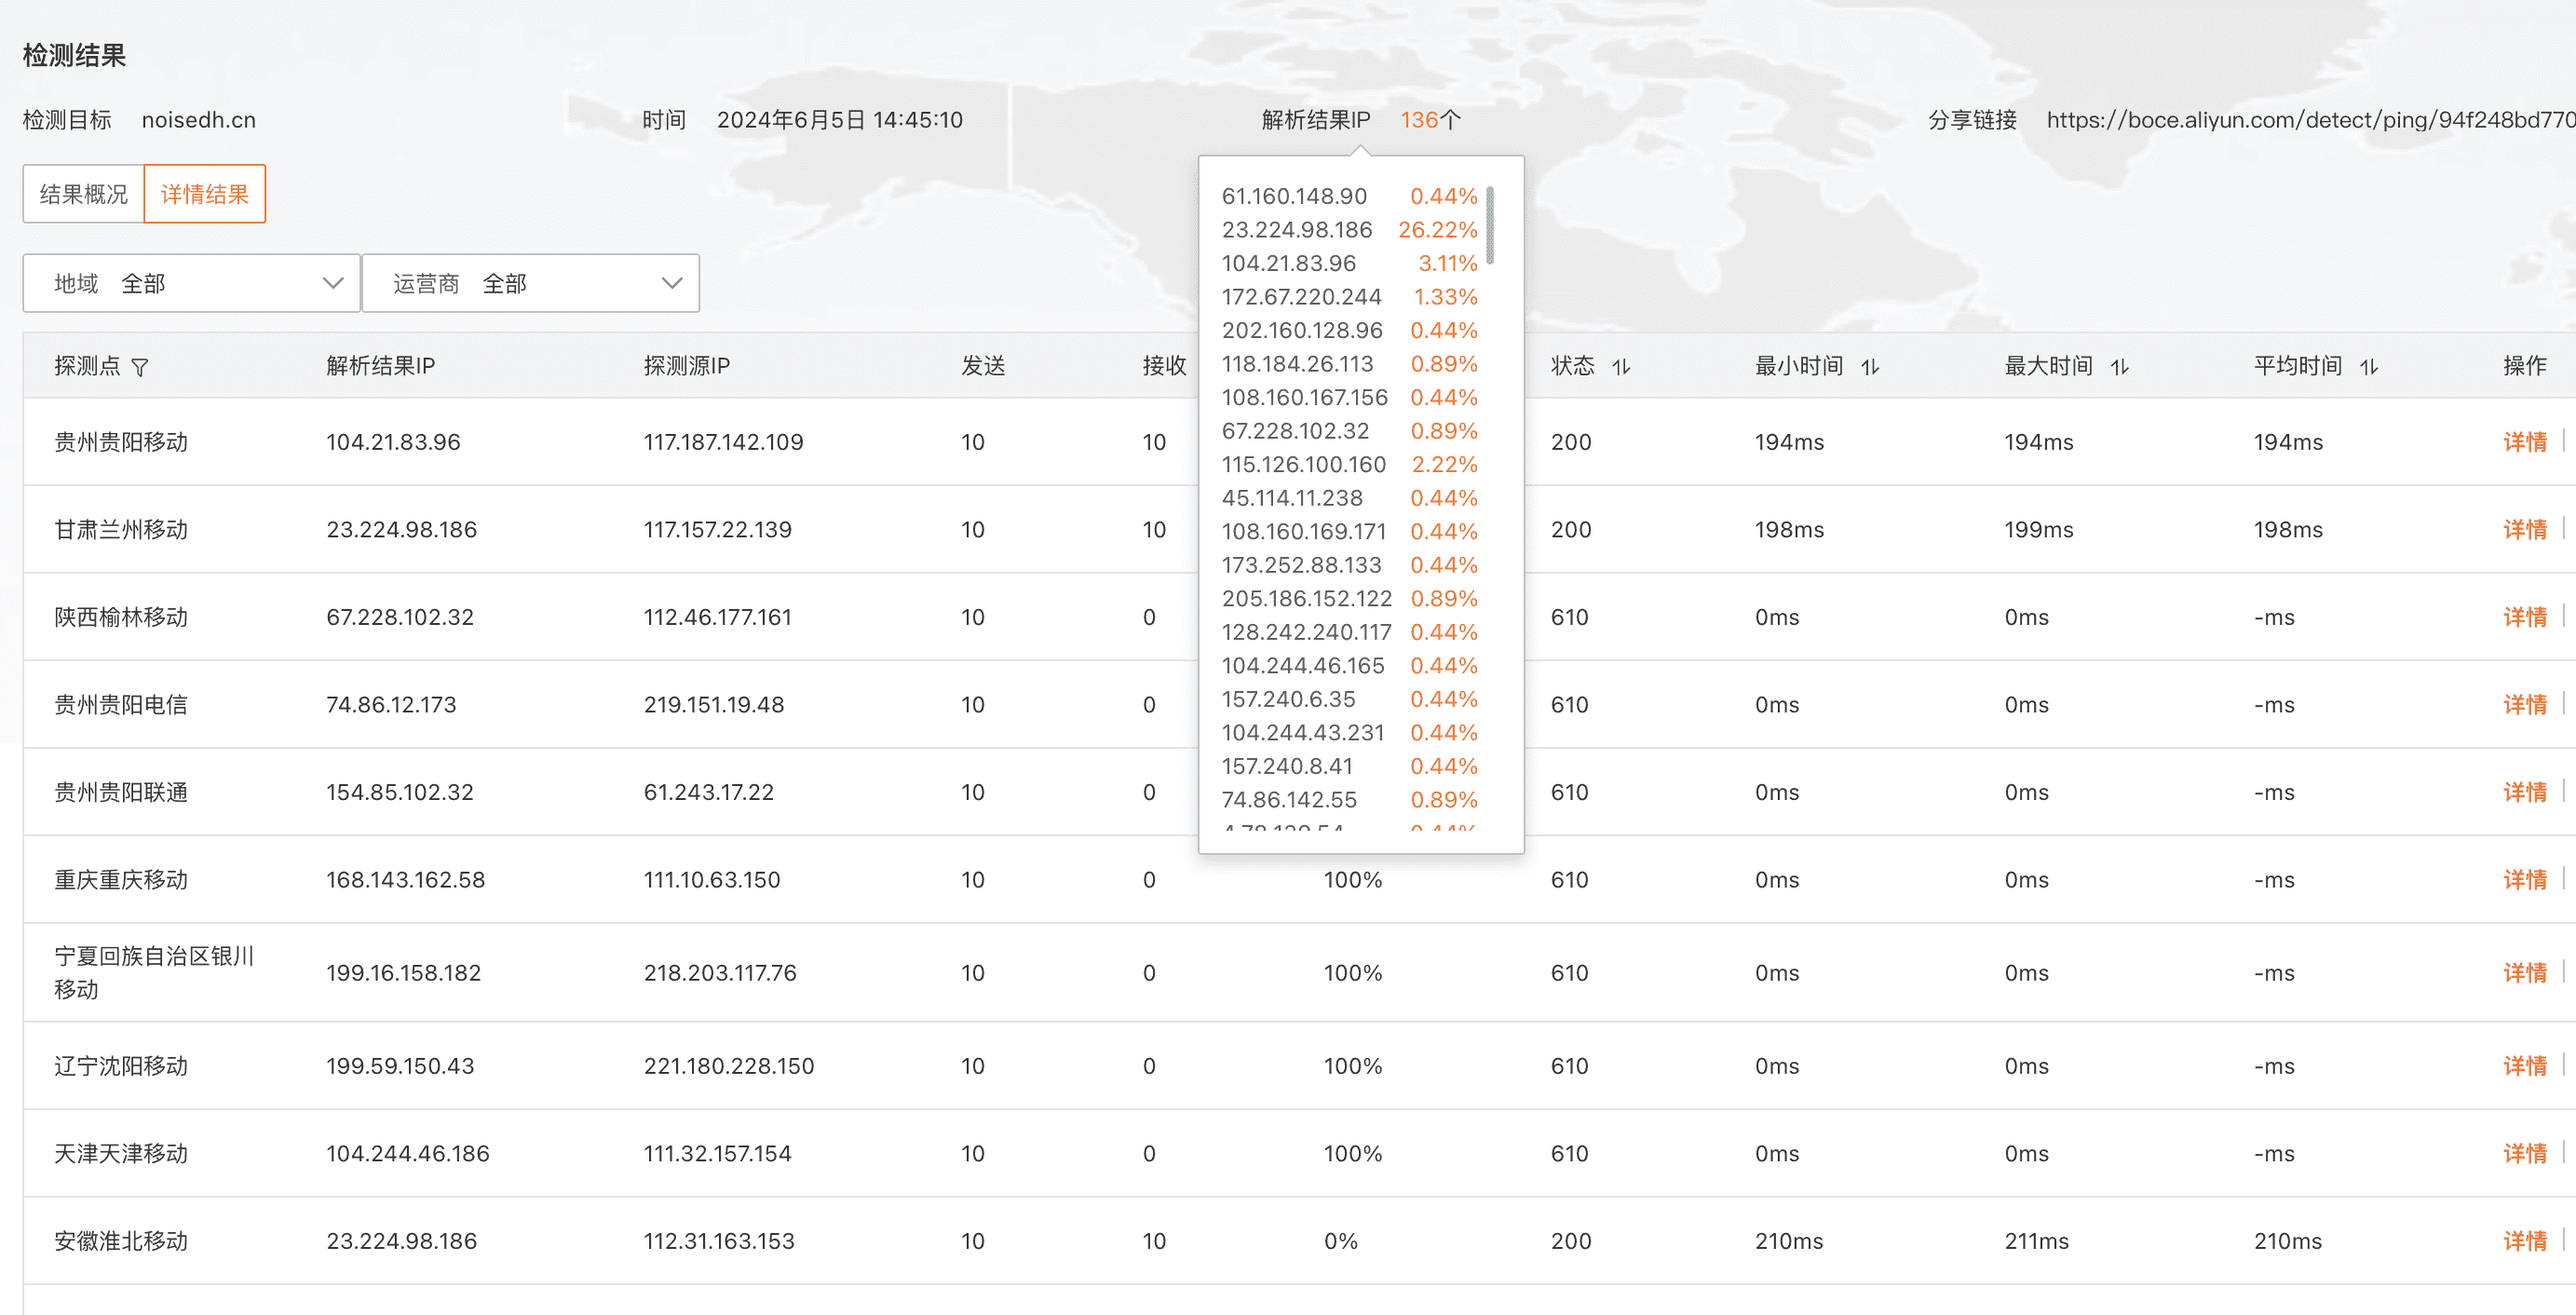 检测结果
检测目标 noisedh.cn 时间 2024年6月5日 14:45:10 解析结果IP 136个 分享链接 https://boce.aliyun.com/detect/ping/94f248bd770
结果概况 详情结果
地域 全部 运营商 全部
61.160.148.90 0.44%
23.224.98.186 26.22%
104.21.83.96 3.11%
172.67.220.244 1.33%
202.160.128.96 0.44%
118.184.26.113 0.89%
108.160.167.156 0.44%
67.228.102.32 0.89%
115.126.100.160 2.22%
45.114.11.238 0.44%
108.160.169.171 0.44%
173.252.88.133 0.44%
205.186.152.122 0.89%
128.242.240.117 0.44%
104.244.46.165 0.44%
157.240.6.35 0.44%
104.244.43.231 0.44%
157.240.8.41 0.44%
74.86.142.55 0.89%
探测点 解析结果IP 探测源IP 发送 接收 状态 最小时间 最大时间 平均时间 操作
贵州贵阳移动 104.21.83.96 117.187.142.109 10 10 200 194ms 194ms 194ms 详情
甘肃兰州移动 23.224.98.186 117.157.22.139 10 10 200 198ms 199ms 198ms 详情
陕西榆林移动 67.228.102.32 112.46.177.161 10 0 610 0ms 0ms -ms 详情
贵州贵阳电信 74.86.12.173 219.151.19.48 10 0 610 0ms 0ms -ms 详情
贵州贵阳联通 154.85.102.32 61.243.17.22 10 0 610 0ms 0ms -ms 详情
重庆重庆移动 168.143.162.58 111.10.63.150 10 0 100% 610 0ms 0ms -ms 详情
宁夏回族自治区银川
移动 199.16.158.182 218.203.117.76 10 0 100% 610 0ms 0ms -ms 详情
辽宁沈阳移动 199.59.150.43 221.180.228.150 10 0 100% 610 0ms 0ms -ms 详情
天津天津移动 104.244.46.186 111.32.157.154 10 0 100% 610 0ms 0ms -ms 详情
安徽淮北移动 23.224.98.186 112.31.163.153 10 10 0% 200 210ms 211ms 210ms 详情